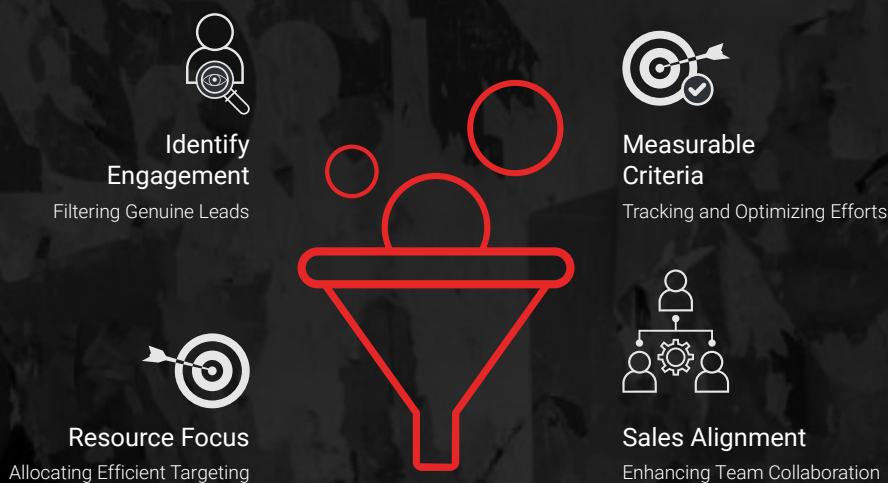 Identify
Engagement
Filtering Genuine Leads
Measurable
Criteria
Tracking and Optimizing Efforts
Resource Focus
Allocating Efficient Targeting
Sales Alignment
Enhancing Team Collaboration